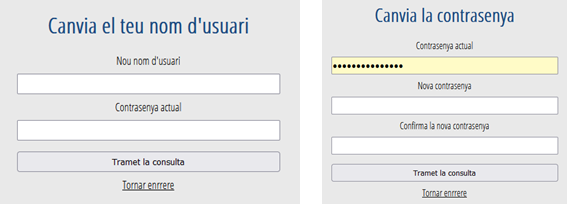 Canvia el teu nom d'usuari
Nou nom d'usuari
Contrasenya actual
Tramet la consulta
Tornar enrrere
Canvia la contrasenya
Contrasenya actual
•••••••••••••••
Nova contrasenya
Confirma la nova contrasenya
Tramet la consulta
Tornar enrrere